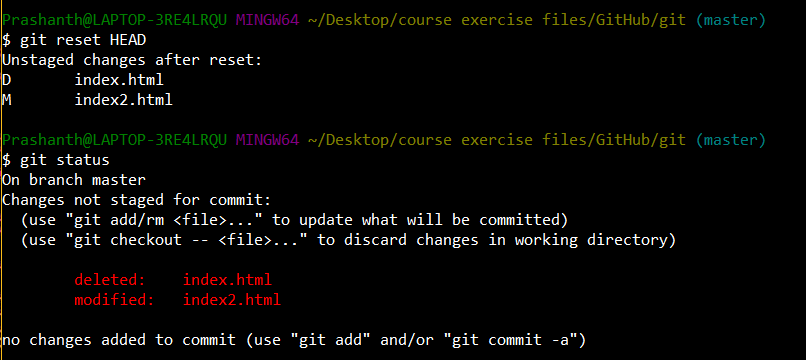 Prashanth@LAPTOP-3RE4LRQU MINGW64 ~/Desktop/course exercise files/GitHub/git (master)
$ git reset HEAD
Unstaged changes after reset:
D       index.html
M       index2.html

Prashanth@LAPTOP-3RE4LRQU MINGW64 ~/Desktop/course exercise files/GitHub/git (master)
$ git status
On branch master
Changes not staged for commit:
  (use "git add/rm <file>..." to update what will be committed)
  (use "git checkout -- <file>..." to discard changes in working directory)

        deleted:    index.html
        modified:   index2.html

no changes added to commit (use "git add" and/or "git commit -a")